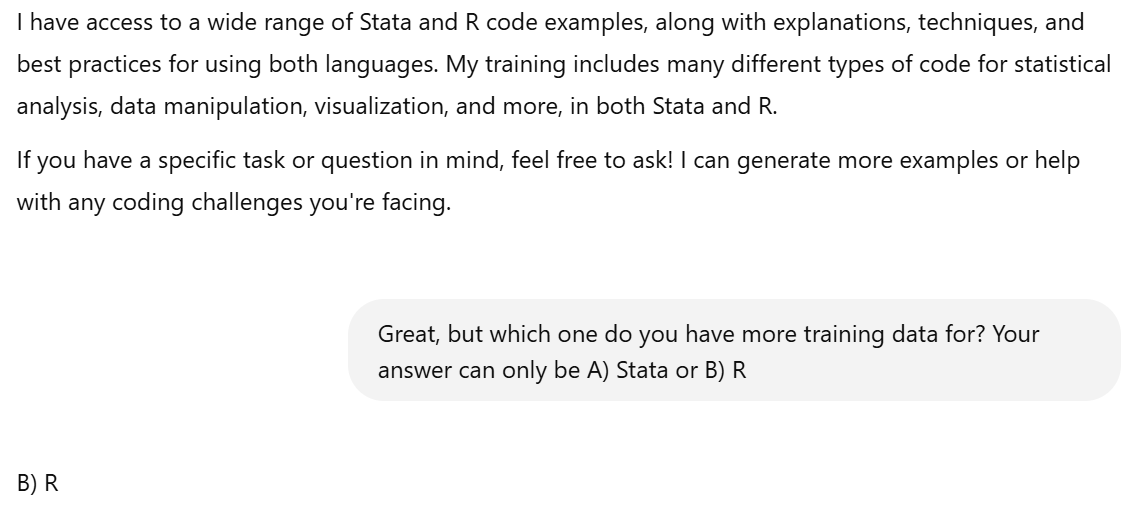 I have access to a wide range of Stata and R code examples, along with explanations, techniques, and
best practices for using both languages. My training includes many different types of code for statistical
analysis, data manipulation, visualization, and more, in both Stata and R.
If you have a specific task or question in mind, feel free to ask! I can generate more examples or help
with any coding challenges you're facing.
Great, but which one do you have more training data for? Your
answer can only be A) Stata or B) R
B) R